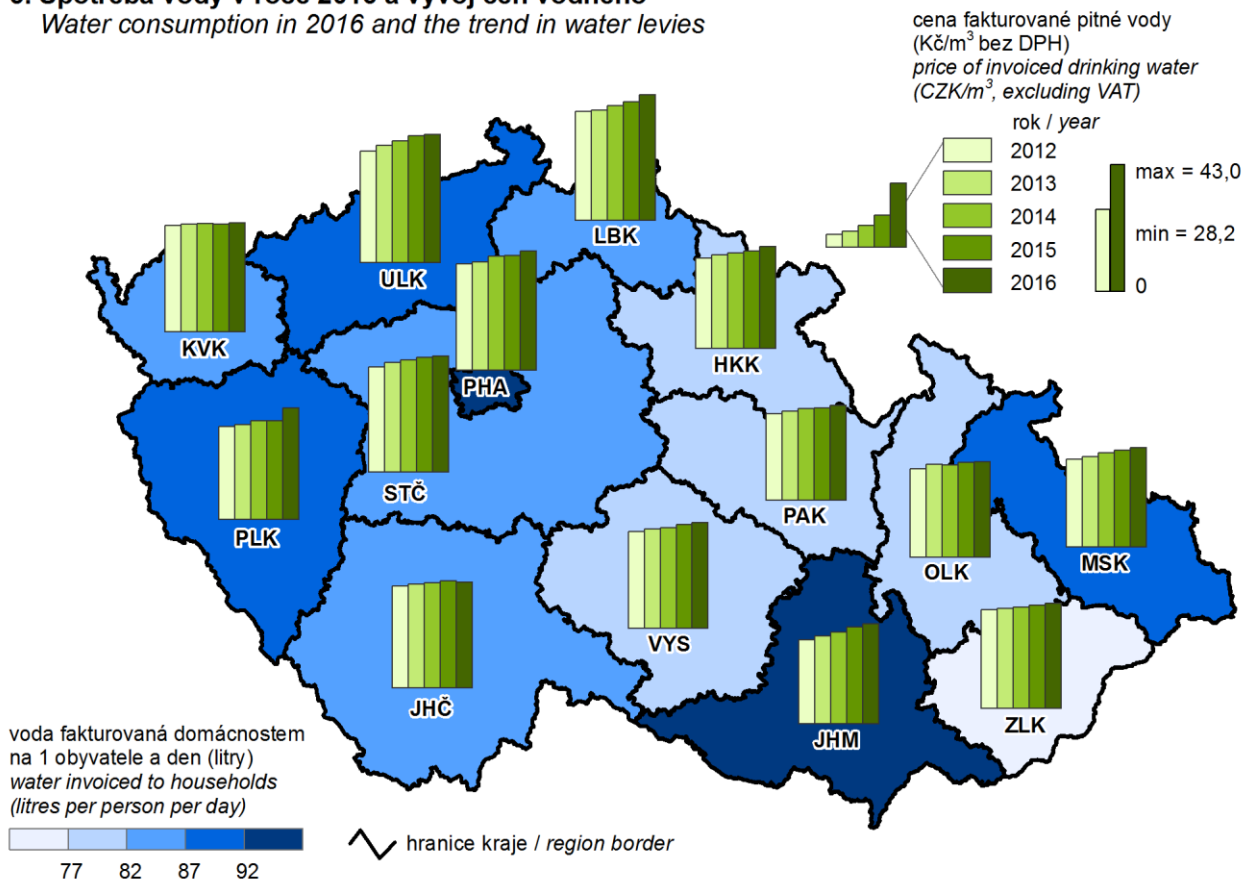 Water consumption in 2016 and the trend in water levies
cena fakturované pitné vody
(Kč/m³ bez DPH)
price of invoiced drinking water
(CZK/m³, excluding VAT)
rok / year
2012
2013
2014
2015
2016
max = 43,0
min = 28,2
0
LBK
ULK
KVK
HKK
PHA
STČ
PAK
PLK
OLK
MSK
VYS
JHČ
ZLK
JHM
voda fakturovaná domácnostem
na 1 obyvatele a den (litry)
water invoiced to households
(litres per person per day)
77 82 87 92
hranice kraje / region border